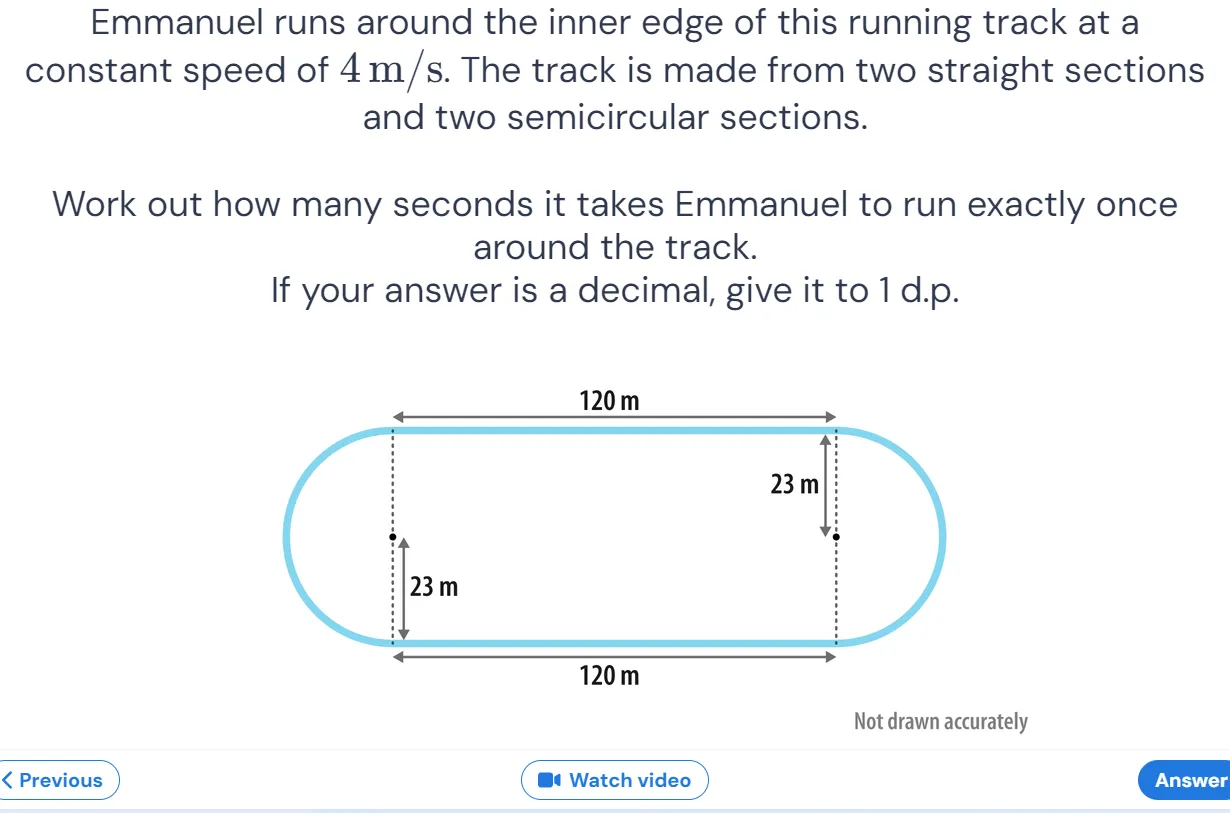 Emmanuel runs around the inner edge of this running track at a
constant speed of 4 m/s. The track is made from two straight sections
and two semicircular sections.
Work out how many seconds it takes Emmanuel to run exactly once
around the track.
If your answer is a decimal, give it to 1 d.p.
120 m
23 m
23 m
120 m
Not drawn accurately
Previous
Watch video
Answer